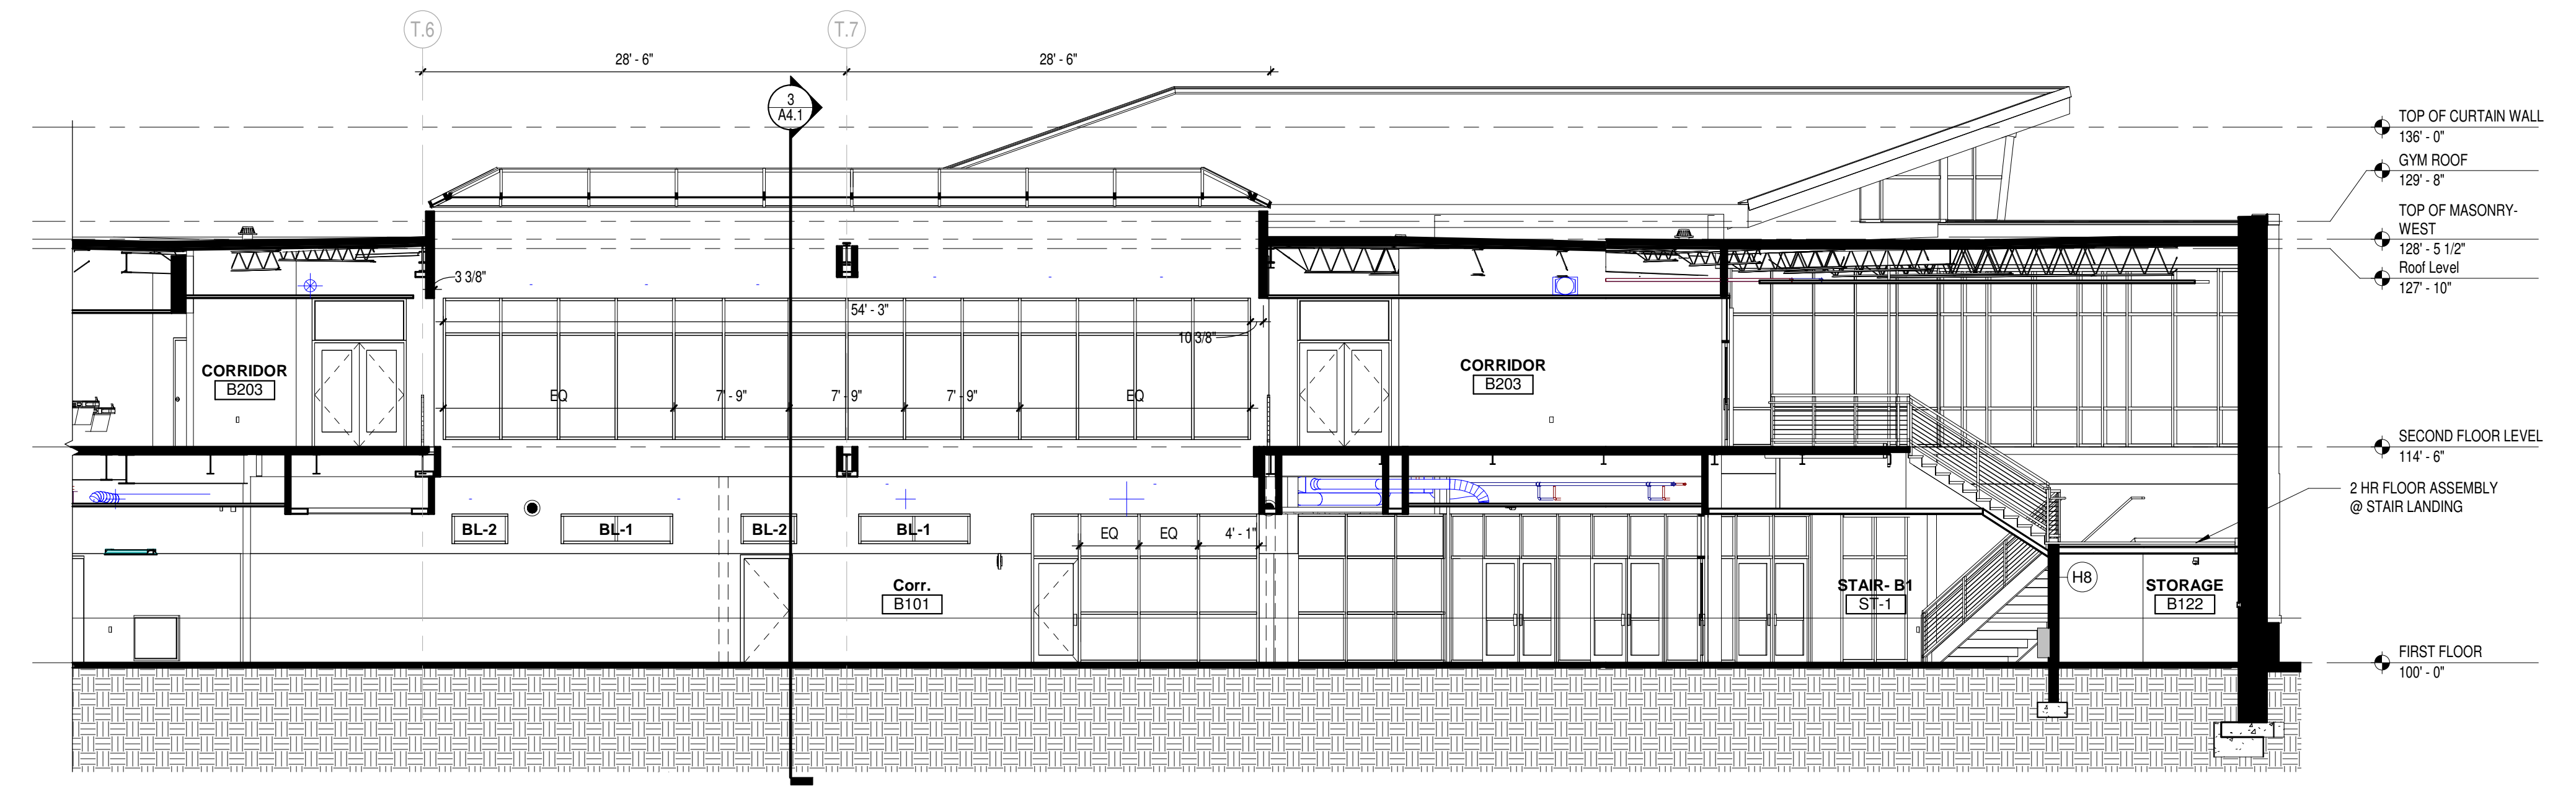 T.6
T.7
28' - 6"
28' - 6"
3
A4.1
TOP OF CURTAIN WALL
136' - 0"
GYM ROOF
129' - 8"
TOP OF MASONRY-
WEST
128' - 5 1/2"
Roof Level
127' - 10"
3 3/8"
54' - 3"
10 3/8"
CORRIDOR
B203
CORRIDOR
B203
EQ
7' - 9"
7' - 9"
7' - 9"
EQ
SECOND FLOOR LEVEL
114' - 6"
2 HR FLOOR ASSEMBLY
@ STAIR LANDING
BL-2
BL-1
BL-2
BL-1
EQ
EQ
4' - 1"
Corr.
B101
STAIR- B1
ST-1
H8
STORAGE
B122
FIRST FLOOR
100' - 0"